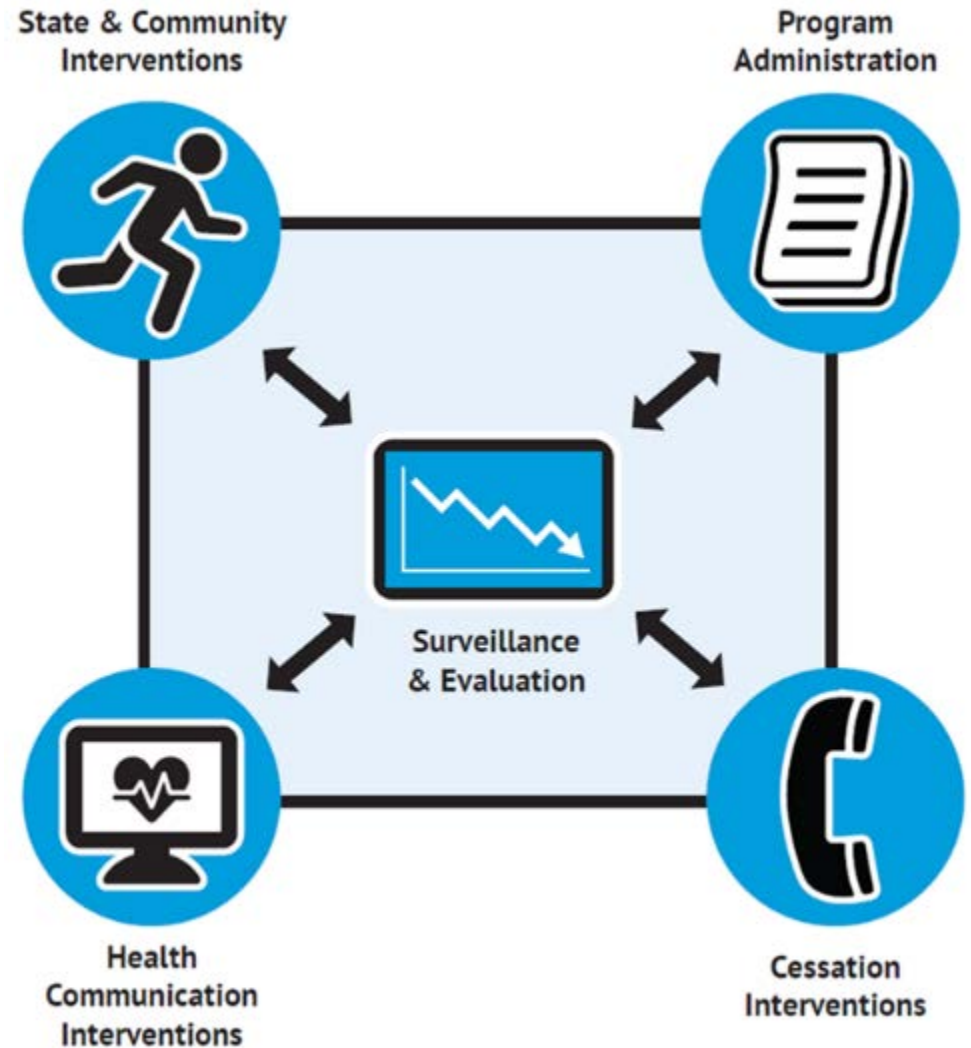 State & Community
Interventions
Program
Administration
Surveillance
& Evaluation
Health
Communication
Interventions
Cessation
Interventions